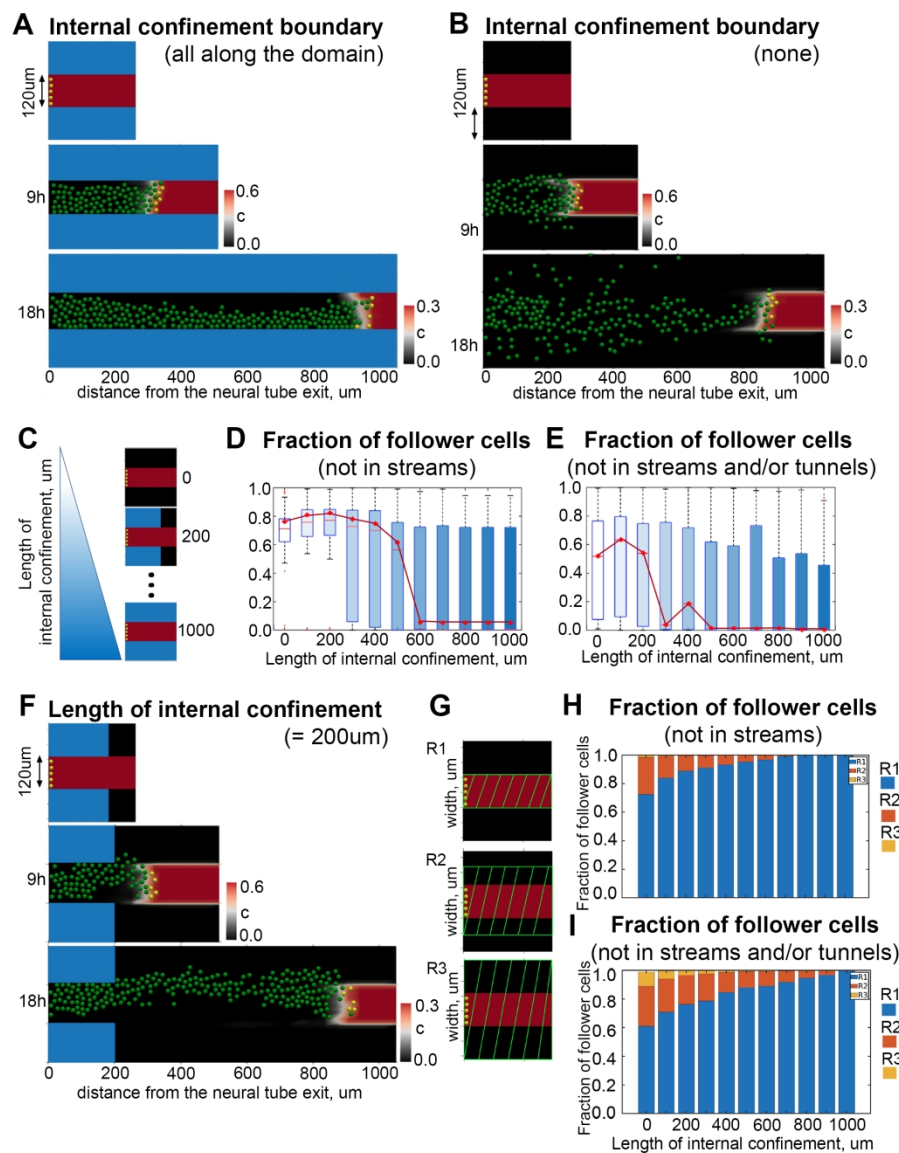 A Internal confinement boundary
(all along the domain)
120um
9h
0.6
c
0.0
18h
0.3
c
0.0
0 200 400 600 800 1000
distance from the neural tube exit, um
B Internal confinement boundary
(none)
120um
9h
0.6
c
0.0
18h
0.3
c
0.0
0 200 400 600 800 1000
distance from the neural tube exit, um
C
Length of
internal confinement, um
0
200
1000
D Fraction of follower cells
(not in streams)
1.0
0.8
0.6
0.4
0.2
0.0
0 200 400 600 800 1000
Length of internal confinement, um
E Fraction of follower cells
(not in streams and/or tunnels)
1.0
0.8
0.6
0.4
0.2
0.0
0 200 400 600 800 1000
Length of internal confinement, um
F Length of internal confinement
(= 200um)
120um
9h
0.6
c
0.0
18h
0.3
c
0.0
0 200 400 600 800 1000
distance from the neural tube exit, um
G
R1
width, um
R2
width, um
R3
width, um
H Fraction of follower cells
(not in streams)
Fraction of follower cells
1.0
0.8
0.6
0.4
0.2
0.0
R1
R2
R3
R1
R2
R3
I Fraction of follower cells
(not in streams and/or tunnels)
Fraction of follower cells
1.0
0.8
0.6
0.4
0.2
0.0
R1
R2
R3
R1
R2
R3
0 200 400 600 800 1000
Length of internal confinement, um